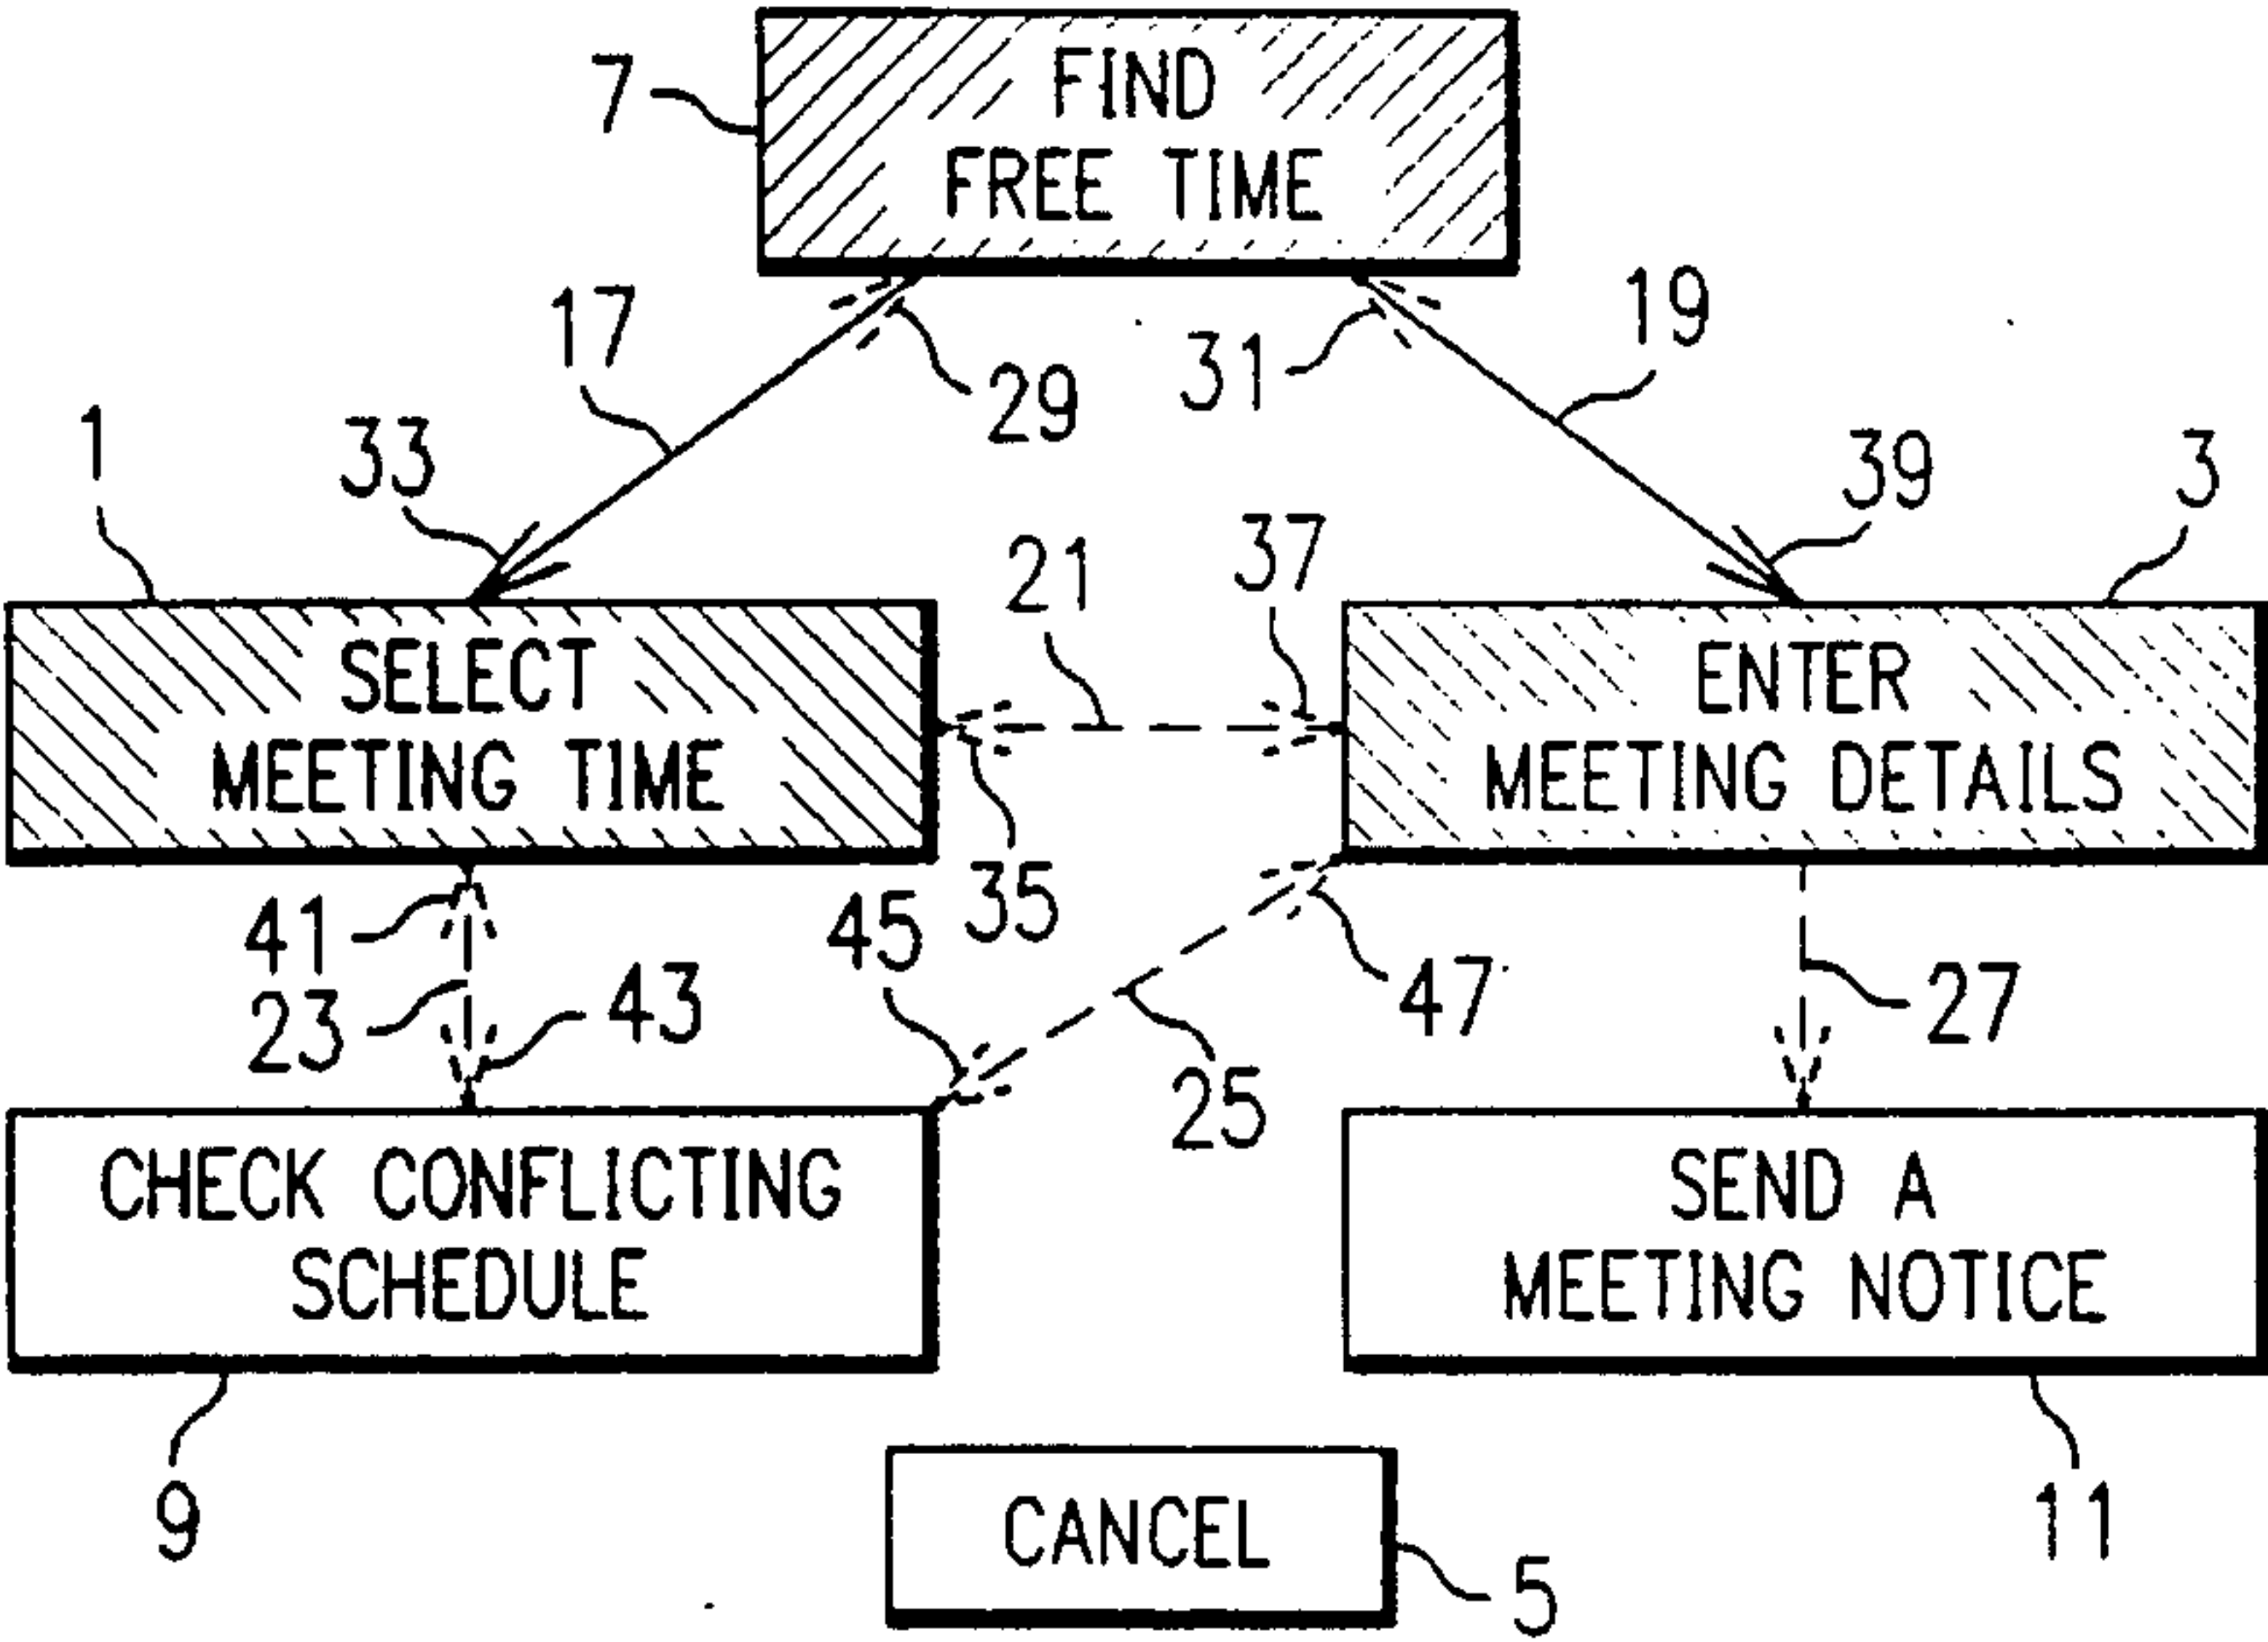 7
FIND
FREE TIME
17
29
31
19
1
33
39
3
21
37
SELECT
MEETING TIME
ENTER
MEETING DETAILS
41
35
45
23
43
47
27
25
CHECK CONFLICTING
SCHEDULE
SEND A
MEETING NOTICE
9
11
CANCEL
5